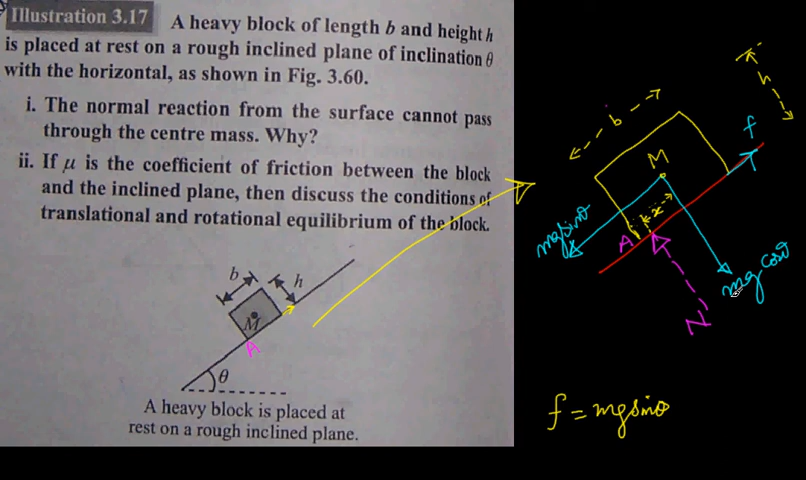 Illustration 3.17 A heavy block of length b and height h
is placed at rest on a rough inclined plane of inclination θ
with the horizontal, as shown in Fig. 3.60.
i. The normal reaction from the surface cannot pass
through the centre mass. Why?
ii. If μ is the coefficient of friction between the block
and the inclined plane, then discuss the conditions of
translational and rotational equilibrium of the block.
b
h
M
A
θ
A heavy block is placed at
rest on a rough inclined plane.
h
b
f
M
x
mg sinθ
A
mg cosθ
N
f = mg sinθ